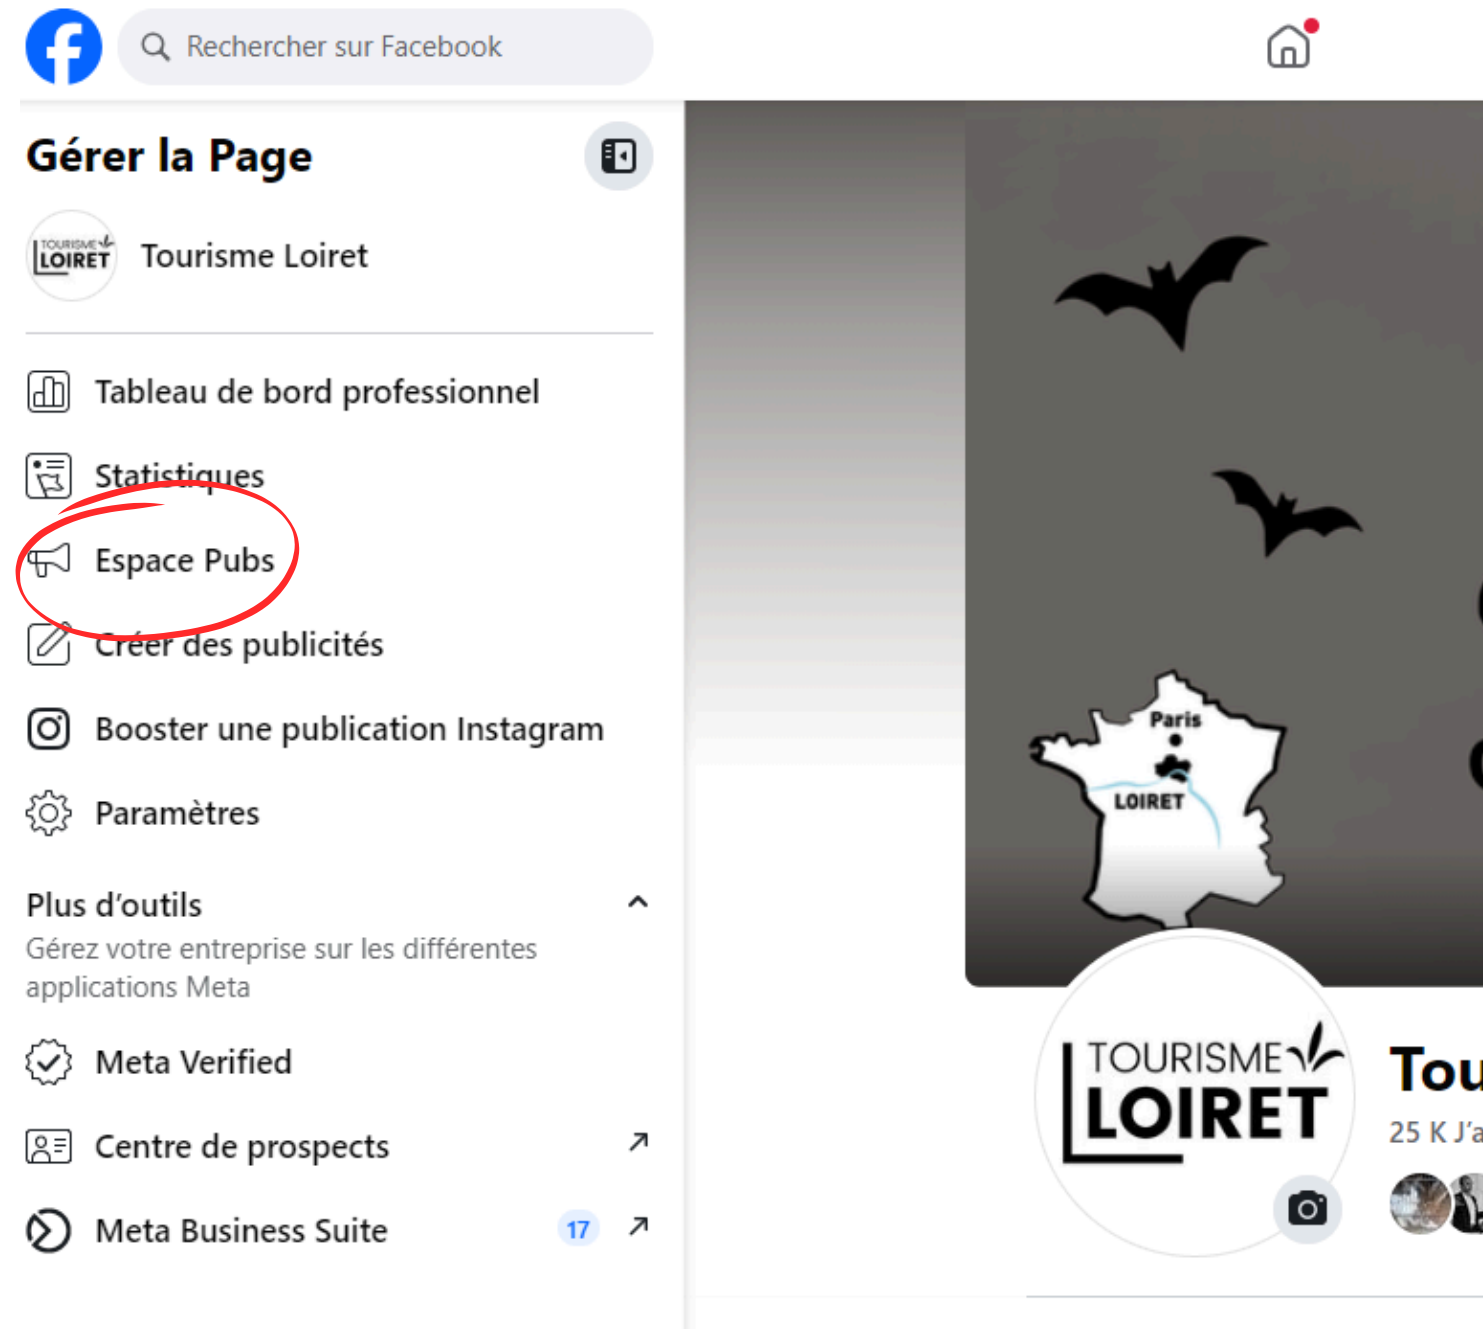 Rechercher sur Facebook
Gérer la Page
TOURISME
LOIRET
Tourisme Loiret
Tableau de bord professionnel
Statistiques
Espace Pubs
Créer des publicités
Booster une publication Instagram
Paramètres
Plus d'outils
Gérez votre entreprise sur les différentes
applications Meta
Meta Verified
Centre de prospects
Meta Business Suite 17
Paris
LOIRET
TOURISME
LOIRET
Tou
25 K J'a